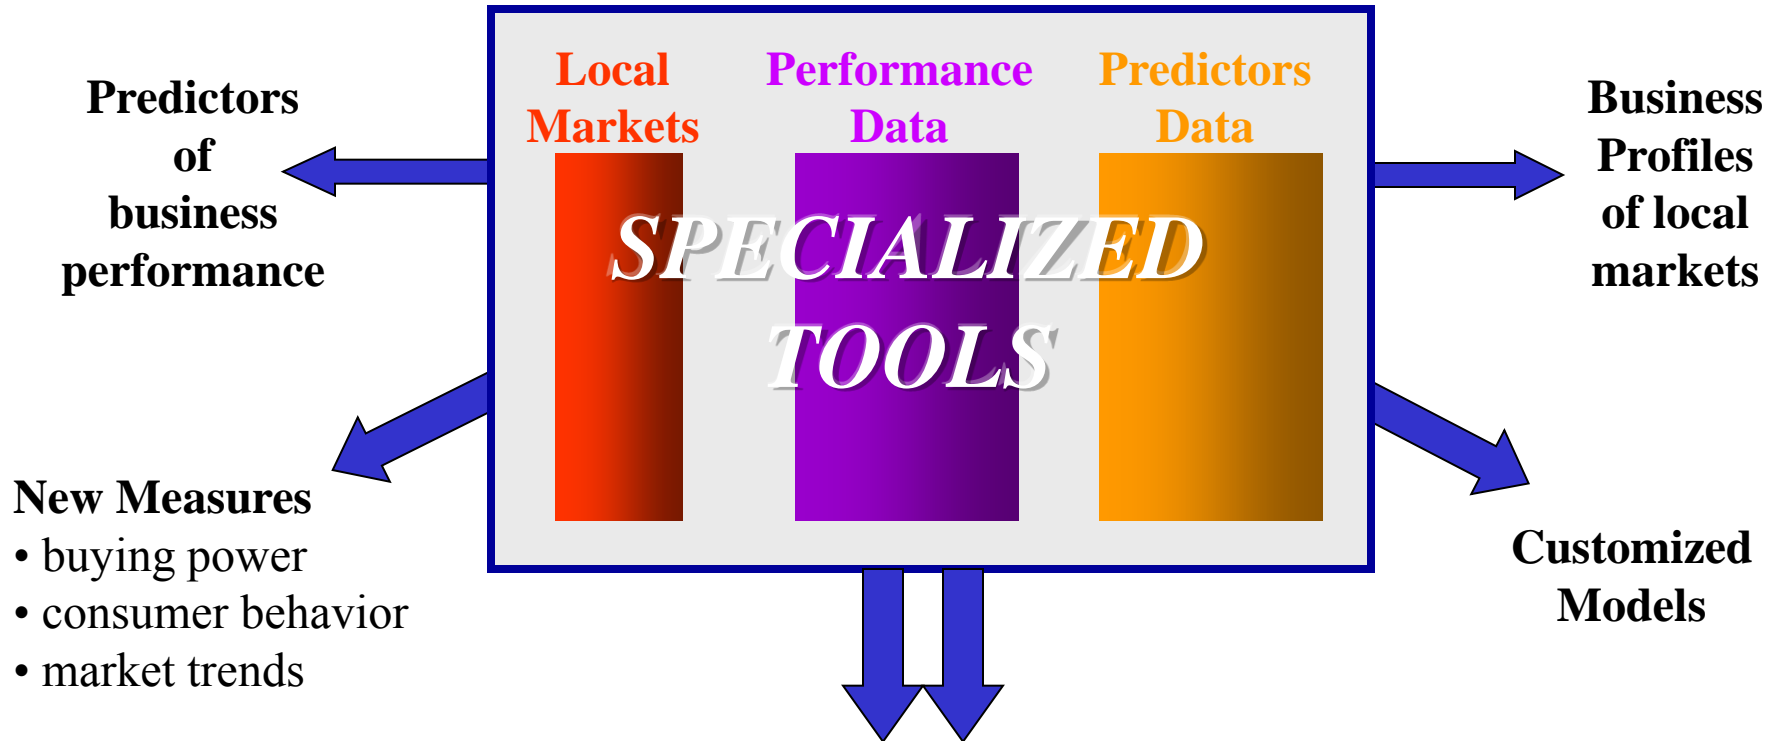 Predictors
of
business
performance
New Measures
• buying power
• consumer behavior
• market trends
Local
Markets
Performance
Data
Predictors
Data
SPECIALIZED
TOOLS
Business
Profiles
of local
markets
Customized
Models